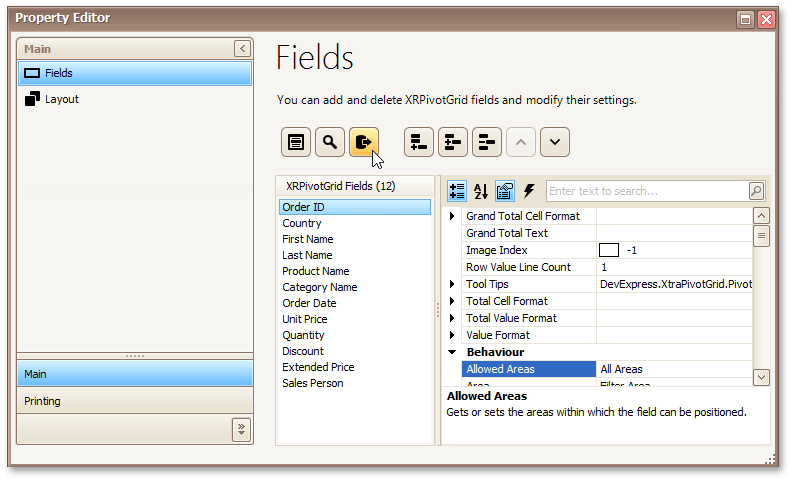 Property Editor
Main
Fields
Layout
Main
Printing
Fields
You can add and delete XRPivotGrid fields and modify their settings.
XRPivotGrid Fields (12)
Order ID
Country
First Name
Last Name
Product Name
Category Name
Order Date
Unit Price
Quantity
Discount
Extended Price
Sales Person
A
Z
Enter text to search...
Grand Total Cell Format
Grand Total Text
Image Index -1
Row Value Line Count 1
Tool Tips DevExpress.XtraPivotGrid.Pivot
Total Cell Format
Total Value Format
Value Format
Behaviour
Allowed Areas All Areas
Area Filter Area
Allowed Areas
Gets or sets the areas within which the field can be positioned.